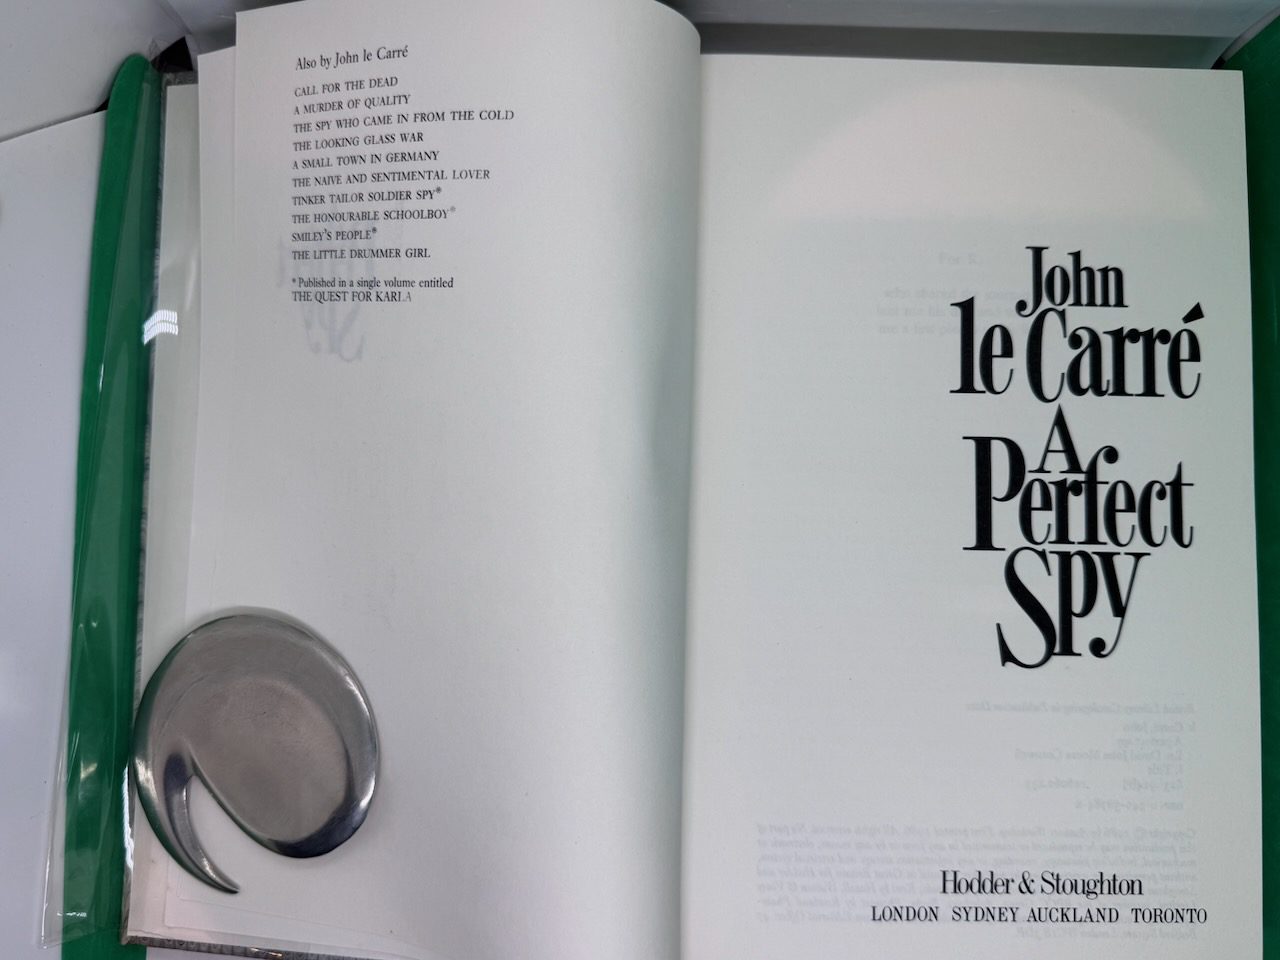 Also by John le Carré
CALL FOR THE DEAD
A MURDER OF QUALITY
THE SPY WHO CAME IN FROM THE COLD
THE LOOKING GLASS WAR
A SMALL TOWN IN GERMANY
THE NAIVE AND SENTIMENTAL LOVER
TINKER TAILOR SOLDIER SPY*
THE HONOURABLE SCHOOLBOY*
SMILEY'S PEOPLE*
THE LITTLE DRUMMER GIRL
* Published in a single volume entitled
THE QUEST FOR KARLA
John
le Carré
A
Perfect
Spy
Hodder & Stoughton
LONDON SYDNEY AUCKLAND TORONTO